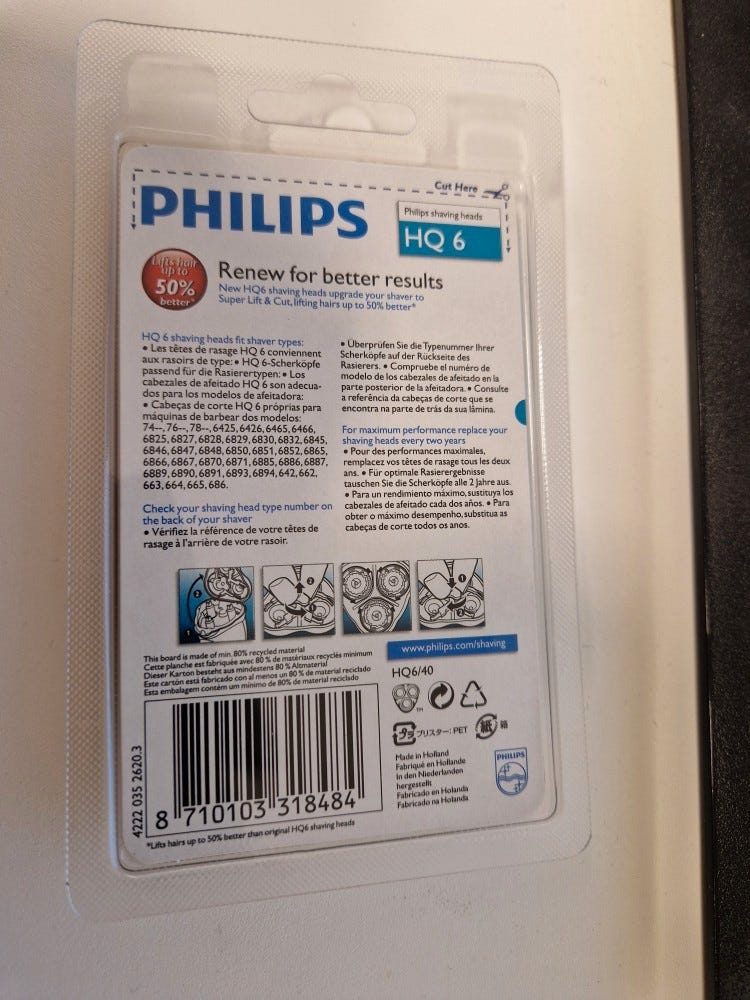 Cut Here
PHILIPS
Philips shaving heads
HQ 6
Lifts hair
up to
50%
better*
Renew for better results
New HQ6 shaving heads upgrade your shaver to
Super Lift & Cut, lifting hairs up to 50% better*
HQ 6 shaving heads fit shaver types:
• Les têtes de rasage HQ 6 conviennent
aux rasoirs de type: • HQ 6-Scherköpfe
passend für die Rasierertypen: • Los
cabezales de afeitado HQ 6 son adecua-
dos para los modelos de afeitadora:
• Cabeças de corte HQ 6 próprias para
máquinas de barbear dos modelos:
74--, 76--, 78--, 6425, 6426, 6465, 6466,
6825, 6827, 6828, 6829, 6830, 6832, 6845,
6846, 6847, 6848, 6850, 6851, 6852, 6865,
6866, 6867, 6870, 6871, 6885, 6886, 6887,
6889, 6890, 6891, 6893, 6894, 642, 662,
663, 664, 665, 686.
Check your shaving head type number on
the back of your shaver
• Vérifiez la référence de votre têtes de
rasage à l'arrière de votre rasoir.
• Überprüfen Sie die Typenummer Ihrer
Scherköpfe auf der Rückseite des
Rasierers. • Compruebe el numéro de
modelo de los cabezales de afeitado en la
parte posterior de la afeitadora. • Consulte
a referência da cabeças de corte que se
encontra na parte de trás da sua lâmina.
For maximum performance replace your
shaving heads every two years
• Pour des performances maximales,
remplacez vos têtes de rasage tous les deux
ans. • Für optimale Rasierergebnisse
tauschen Sie die Scherköpfe alle 2 Jahre aus.
• Para un rendimiento máximo, sustituya los
cabezales de afeitado cada dos años. • Para
obter o máximo desempenho, substitua as
cabeças de corte todos os anos.
1
2
2
1
1
2
This board is made of min. 80% recycled material
Cette planche est fabriquée avec 80 % de matériaux recyclés minimum
Dieser Karton besteht aus mindestens 80 % Altmaterial
Este cartón está fabricado con al menos un 80 % de material reciclado
Esta embalagem contém um mínimo de 80% de material reciclado
www.philips.com/shaving
HQ6/40
TM
プラ
ブリスター: PET
紙
箱
Made in Holland
Fabriqué en Hollande
In den Niederlanden
hergestellt
Fabricado en Holanda
Fabricado na Holanda
PHILIPS
4222 035 2620.3
8 710103 318484
*Lifts hairs up to 50% better than original HQ6 shaving heads